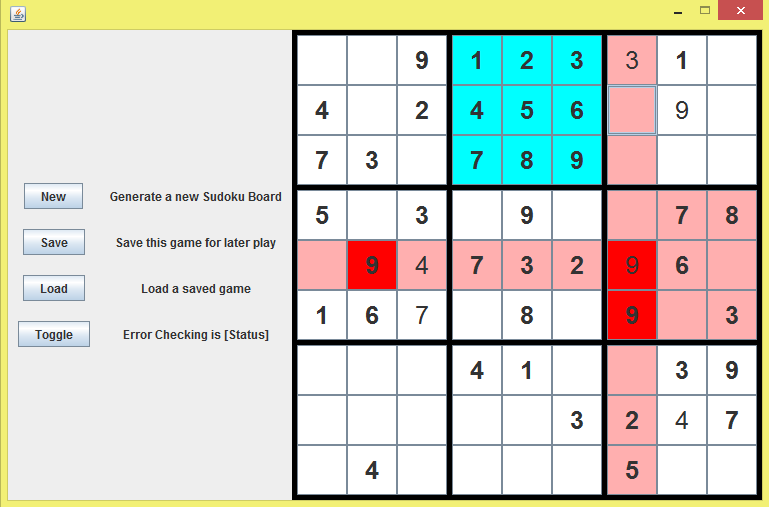 9 1 2 3 3 1
4 2 4 5 6 9
7 3 7 8 9
New Generate a new Sudoku Board
5 3 9 7 8
Save Save this game for later play
9 4 7 3 2 9 6
Load Load a saved game
1 6 7 8 9 3
Toggle Error Checking is [Status]
4 1 3 9
3 2 4 7
4 5